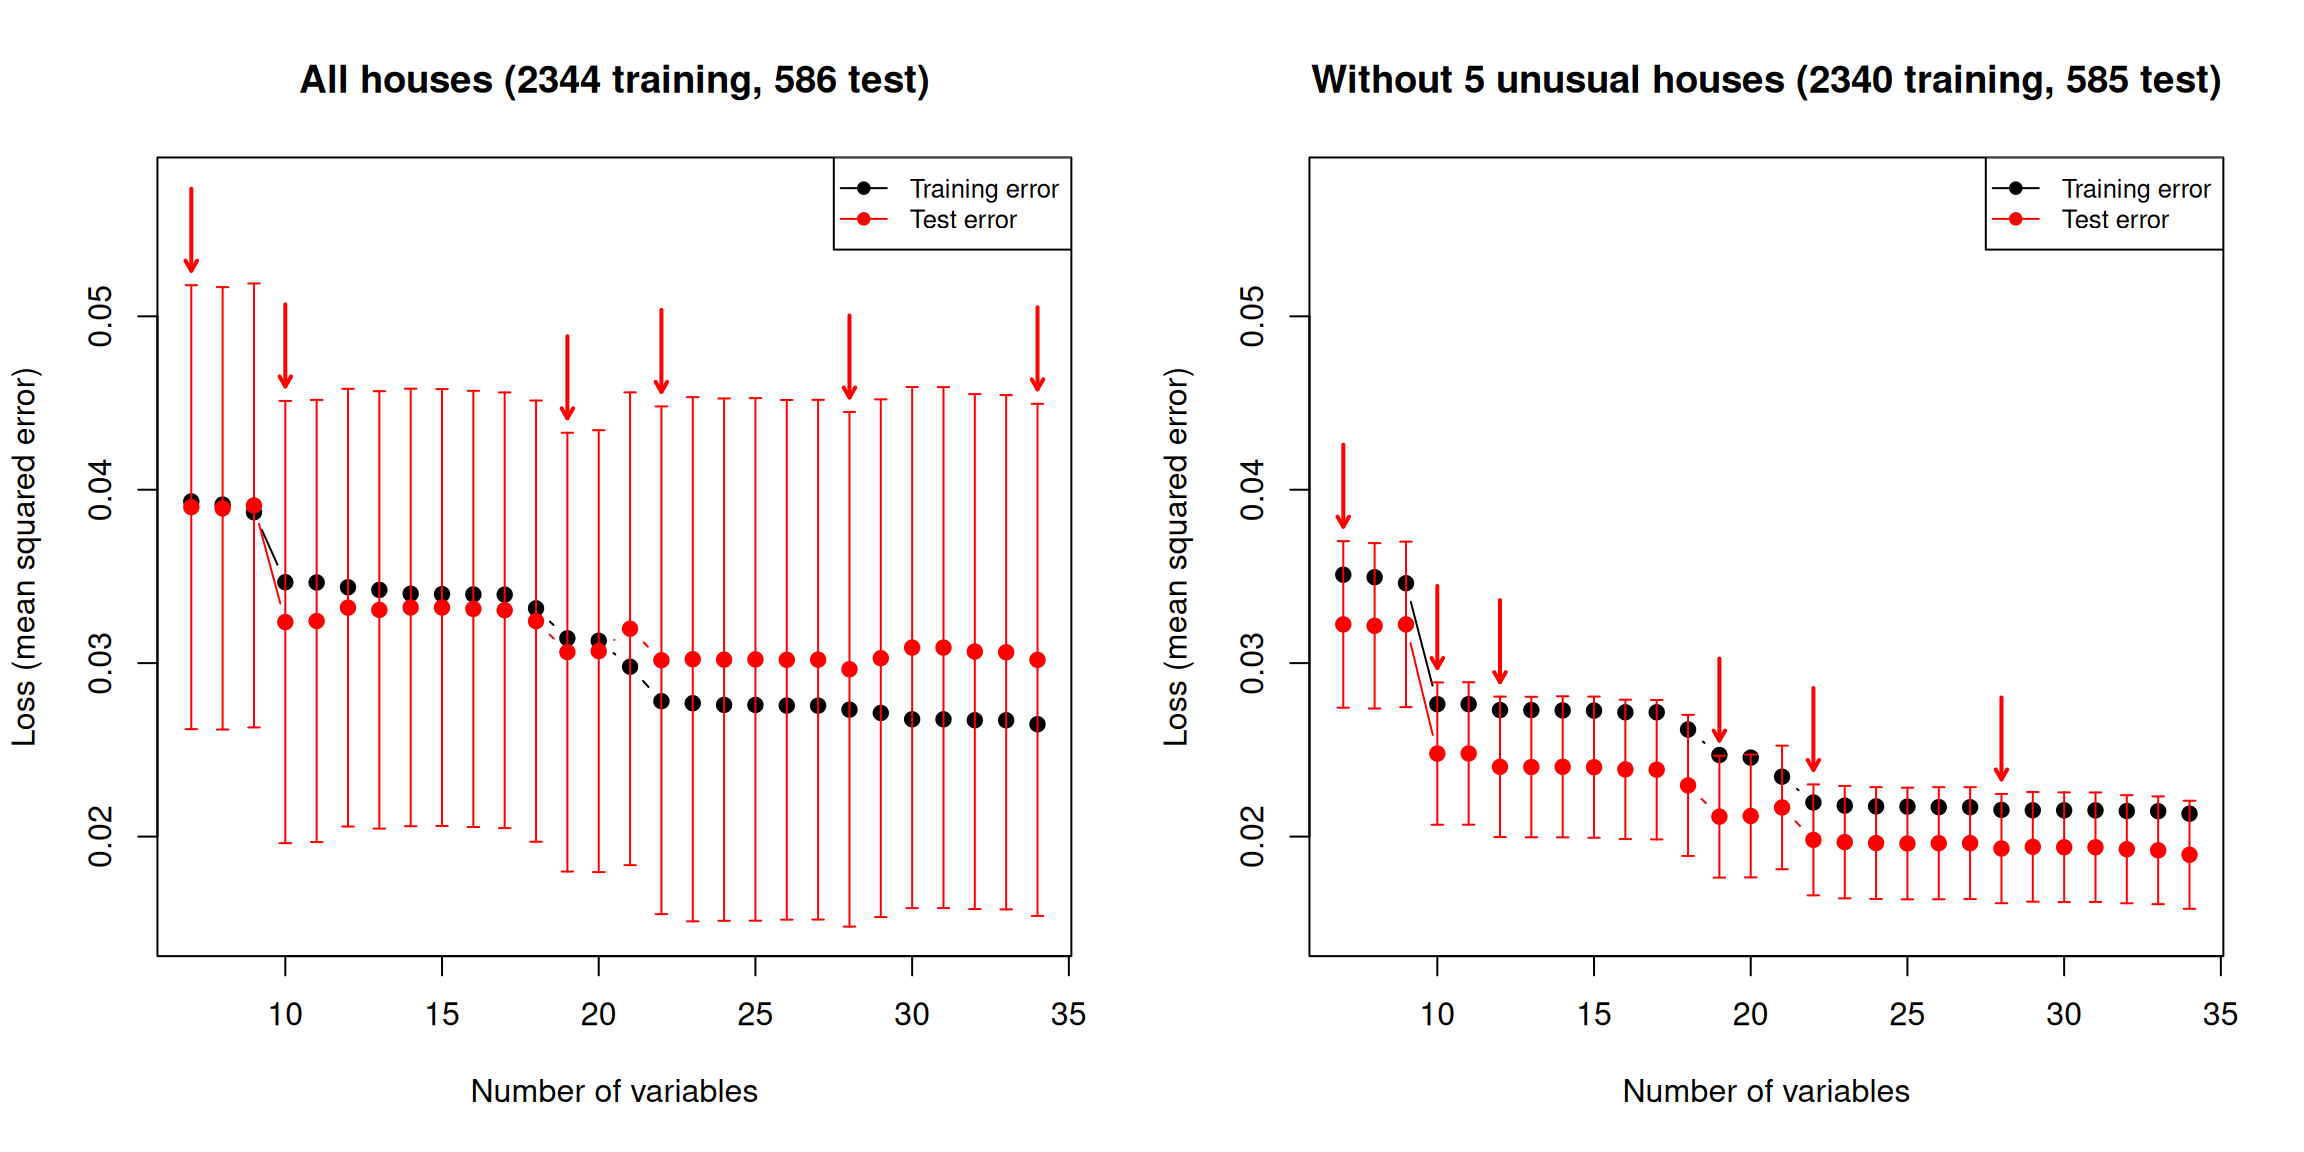 All houses (2344 training, 586 test)
Training error
Test error
Loss (mean squared error)
0.05
0.04
0.03
0.02
10 15 20 25 30 35
Number of variables
Without 5 unusual houses (2340 training, 585 test)
Training error
Test error
Loss (mean squared error)
0.05
0.04
0.03
0.02
10 15 20 25 30 35
Number of variables